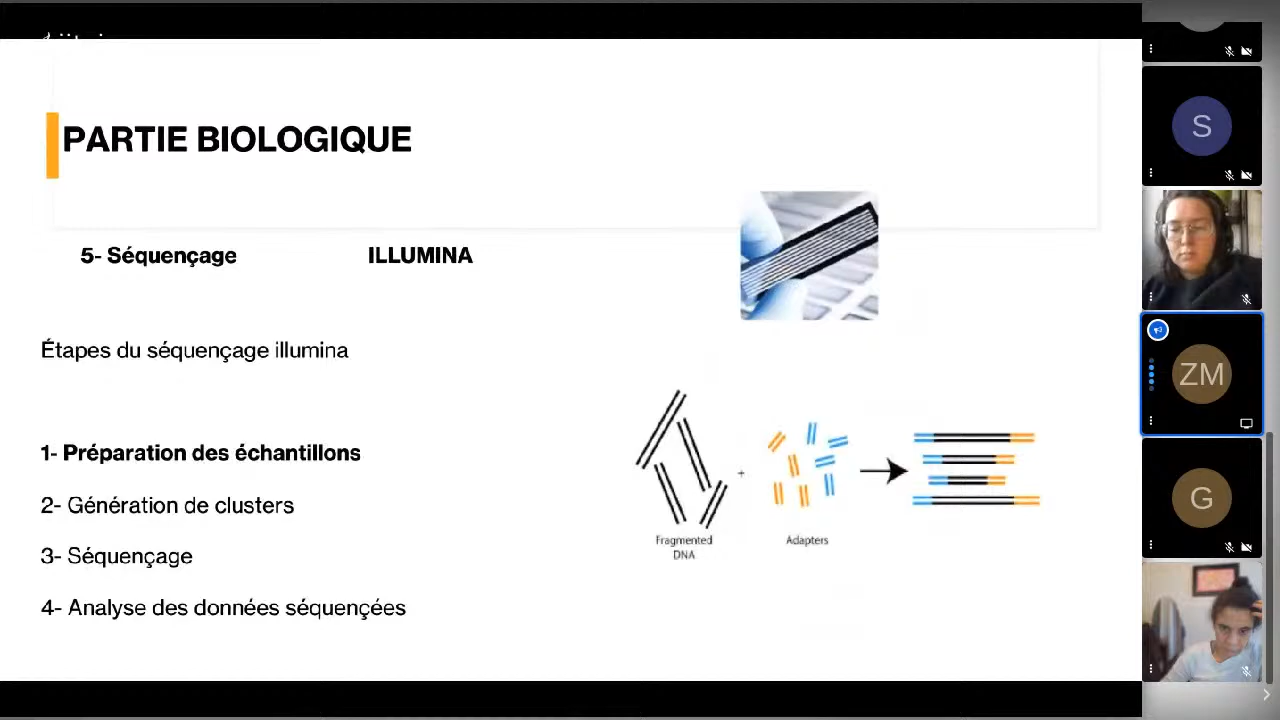 PARTIE BIOLOGIQUE
5- Séquençage ILLUMINA
Étapes du séquençage illumina
1- Préparation des échantillons
2- Génération de clusters
3- Séquençage
4- Analyse des données séquençées
+
Fragmented
DNA
Adapters
S
ZM
G